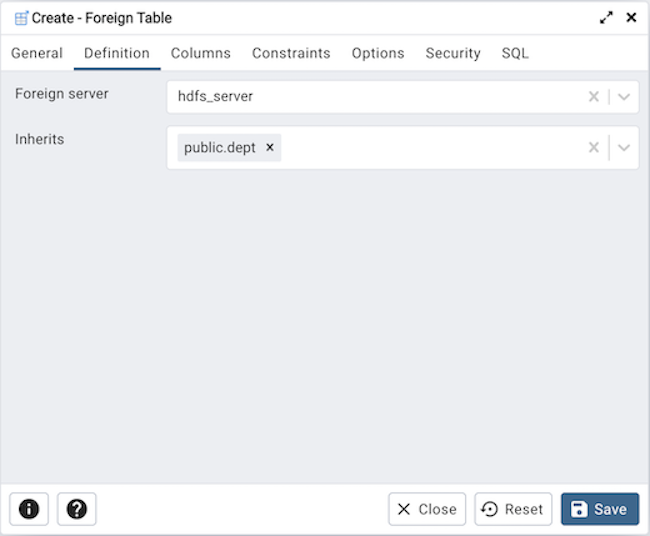 Create - Foreign Table
General Definition Columns Constraints Options Security SQL
Foreign server hdfs_server
Inherits public.dept
Close Reset Save